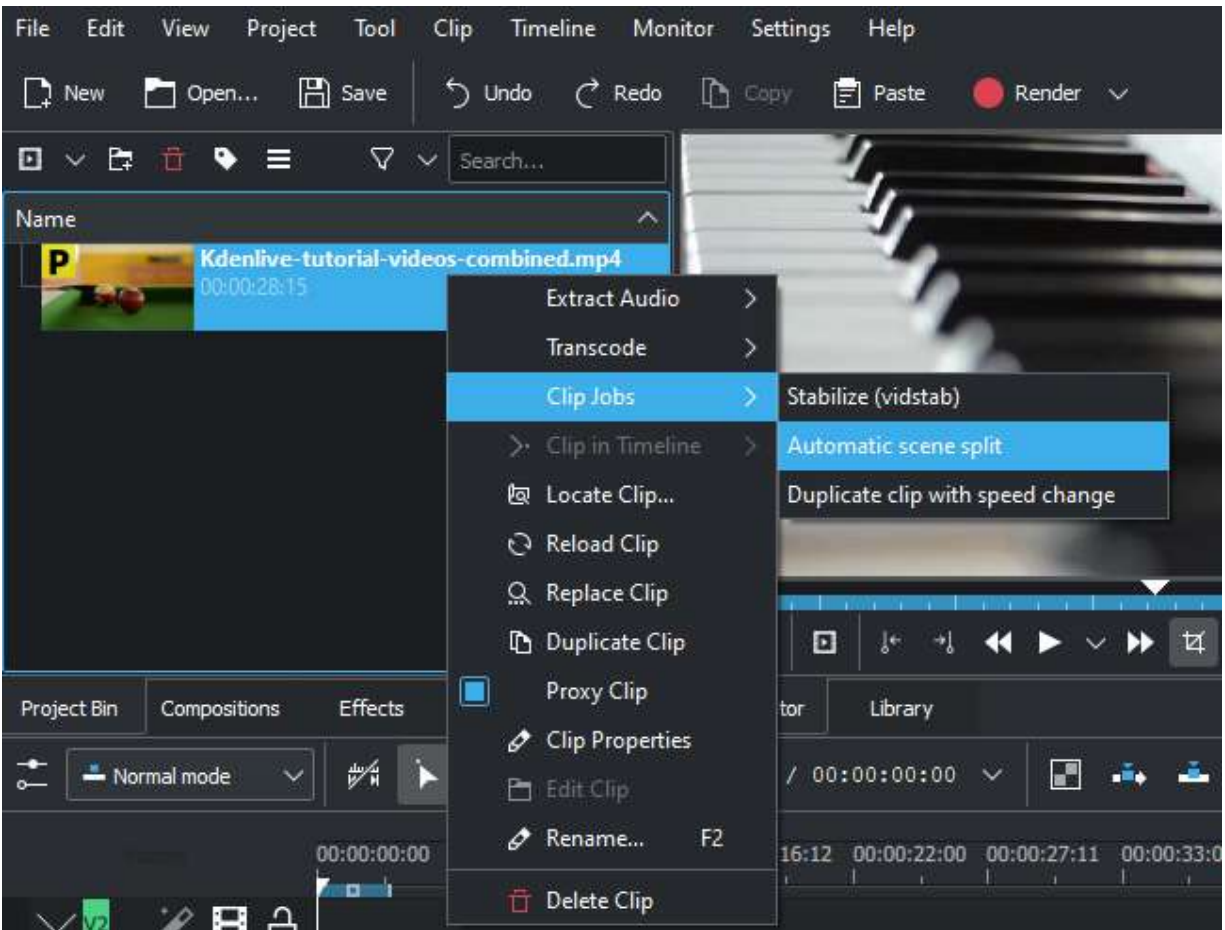 File Edit View Project Tool Clip Timeline Monitor Settings Help
New Open... Save Undo Redo Copy Paste Render
Search...
Name
P
Kdenlive-tutorial-videos-combined.mp4
00:00:28:15
Extract Audio
Transcode
Clip Jobs
Stabilize (vidstab)
Clip in Timeline
Automatic scene split
Locate Clip...
Duplicate clip with speed change
Reload Clip
Replace Clip
Duplicate Clip
Proxy Clip
Project Bin Compositions Effects tor Library
Clip Properties
Normal mode / 00:00:00:00
Edit Clip
Rename... F2
00:00:00:00 16:12 00:00:22:00 00:00:27:11 00:00:33:0
Delete Clip
V2